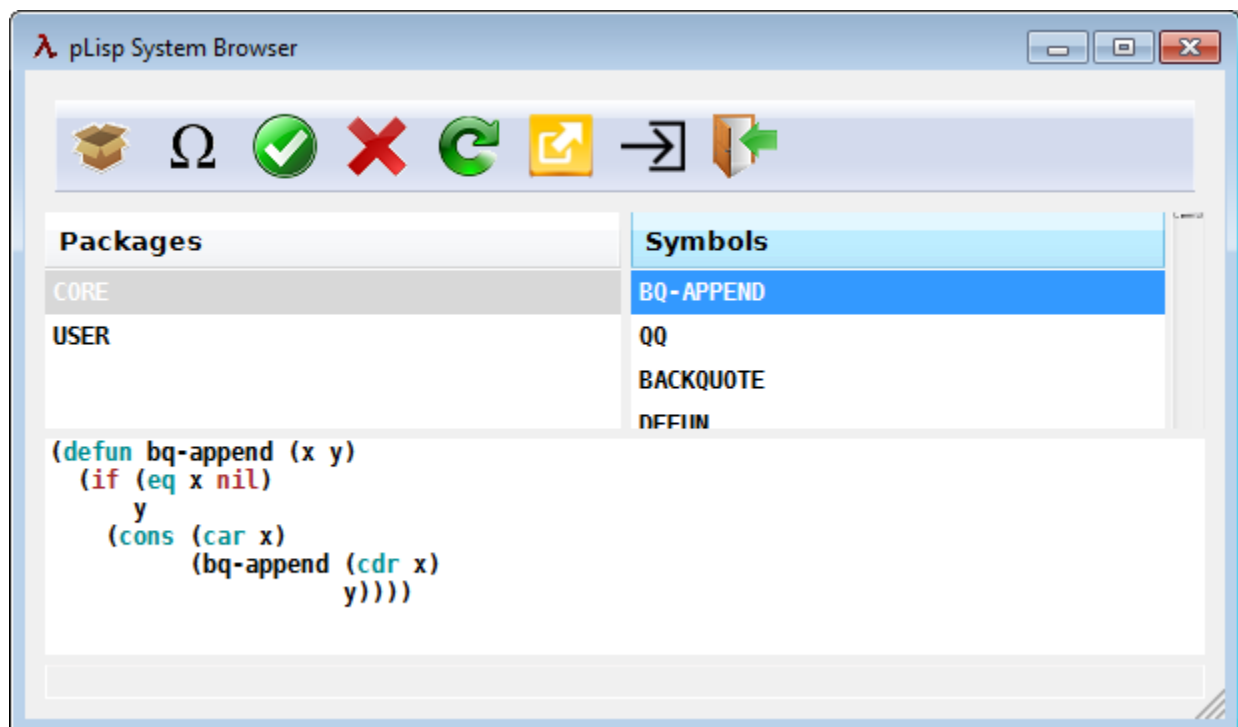 λ pLisp System Browser
Ω
Packages
Symbols
CORE
BQ-APPEND
USER
QQ
BACKQUOTE
DEFUN
(defun bq-append (x y)
  (if (eq x nil)
      y
    (cons (car x)
          (bq-append (cdr x)
                     y))))